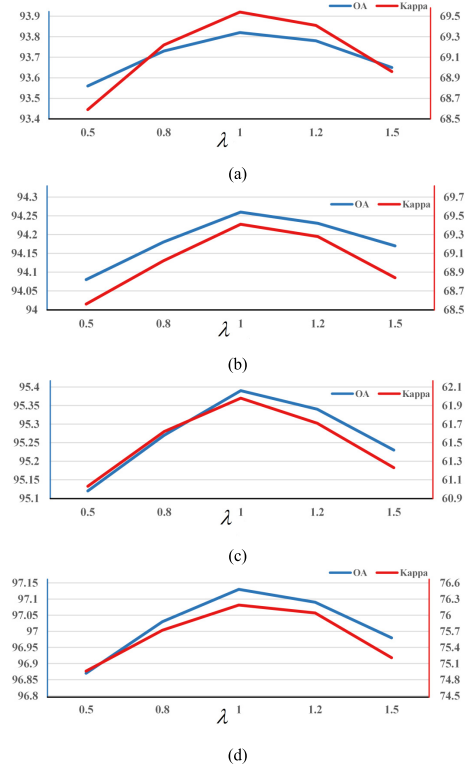 OA Kappa
93.9 69.5
93.8 69.3
93.7 69.1
93.6 68.9
93.5 68.7
93.4 68.5
0.5 0.8 1 1.2 1.5
λ
(a)
94.3 69.7
OA Kappa
94.25 69.5
94.2 69.3
94.15 69.1
94.1 68.9
94.05 68.7
94 68.5
0.5 0.8 1 1.2 1.5
λ
(b)
95.4 62.1
OA Kappa
95.35 61.9
95.3 61.7
95.25 61.5
95.2 61.3
95.15 61.1
95.1 60.9
0.5 0.8 1 1.2 1.5
λ
(c)
OA Kappa
97.15 76.6
97.1 76.3
97.05 76
97 75.7
96.95 75.4
96.9 75.1
96.85 74.8
96.8 74.5
0.5 0.8 1 1.2 1.5
λ
(d)